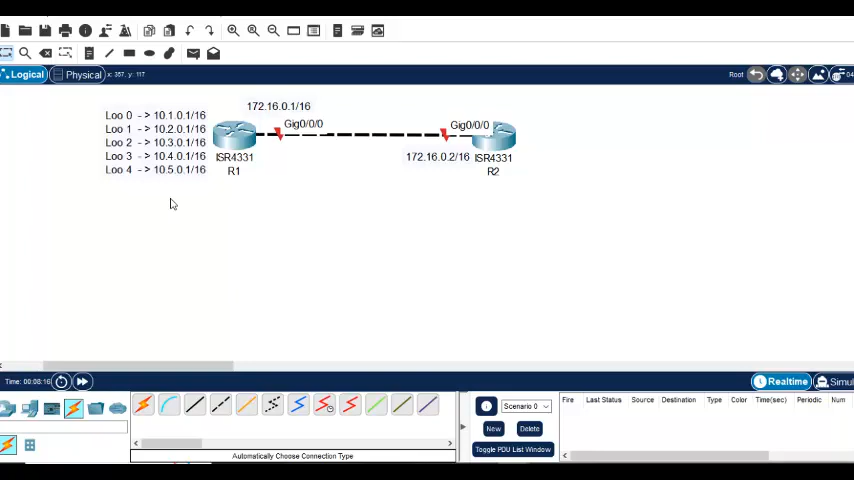 Logical
Physical
x: 357, y: 117
Root
04
172.16.0.1/16
Loo 0 -> 10.1.0.1/16
Loo 1 -> 10.2.0.1/16
Loo 2 -> 10.3.0.1/16
Loo 3 -> 10.4.0.1/16
Loo 4 -> 10.5.0.1/16
Gig0/0/0
Gig0/0/0
172.16.0.2/16
ISR4331
R1
ISR4331
R2
Time: 00:08:16
Realtime
Simul
Scenario 0
New
Delete
Toggle PDU List Window
Fire Last Status Source Destination Type Color Time(sec) Periodic Num
Automatically Choose Connection Type